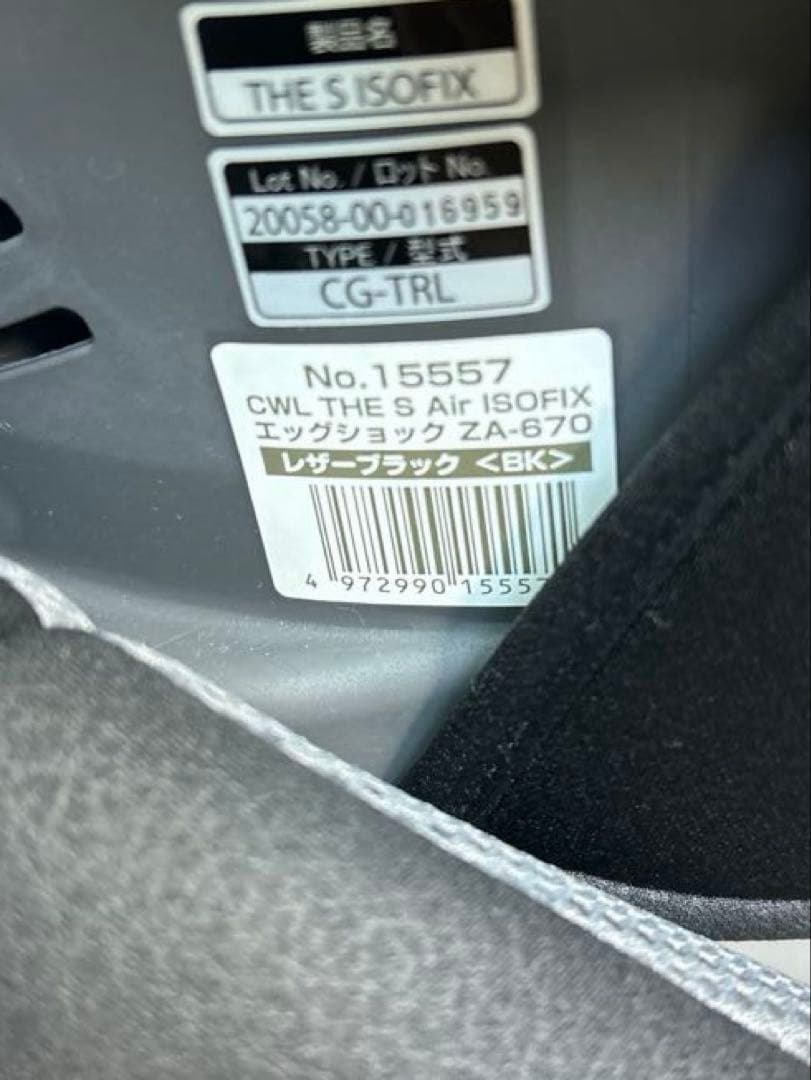 製品名
THE S ISOFIX
Lot No. / ロット No.
20058-00-016959
TYPE / 型式
CG-TRL
No.15557
CWL THE S Air ISOFIX
エッグショック ZA-670
レザーブラック <BK>
4 972990 15557